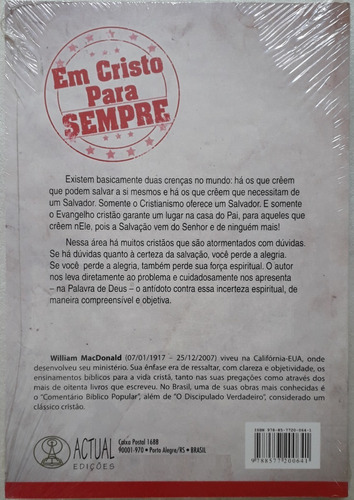 Em Cristo
Para
SEMPRE
Existem basicamente duas crenças no mundo: há os que crêem
que podem salvar a si mesmos e há os que crêem que necessitam de
um Salvador. Somente o Cristianismo oferece um Salvador. E somente
o Evangelho cristão garante um lugar na casa do Pai, para aqueles que
crêem nEle, pois a Salvação vem do Senhor e de ninguém mais!
Nessa área há muitos cristãos que são atormentados com dúvidas.
Se há dúvidas quanto à certeza da salvação, você perde a alegria.
Se você perde a alegria, também perde sua força espiritual. O autor
nos leva diretamente ao problema e cuidadosamente nos apresenta
– na Palavra de Deus – o antídoto contra essa incerteza espiritual, de
maneira compreensível e objetiva.
William MacDonald (07/01/1917 – 25/12/2007) viveu na Califórnia-EUA, onde
desenvolveu seu ministério. Sua ênfase era de ressaltar, com clareza e objetividade, os
ensinamentos bíblicos para a vida cristã, tanto nas suas pregações como através dos
mais de oitenta livros que escreveu. No Brasil, uma de suas obras mais conhecidas é
o "Comentário Bíblico Popular", além de "O Discipulado Verdadeiro", considerado um
clássico cristão.
ACTUAL
EDIÇÕES
Caixa Postal 1688
90001-970 • Porto Alegre/RS • BRASIL
ISBN 978-85-7720-064-1
9 788577 200641